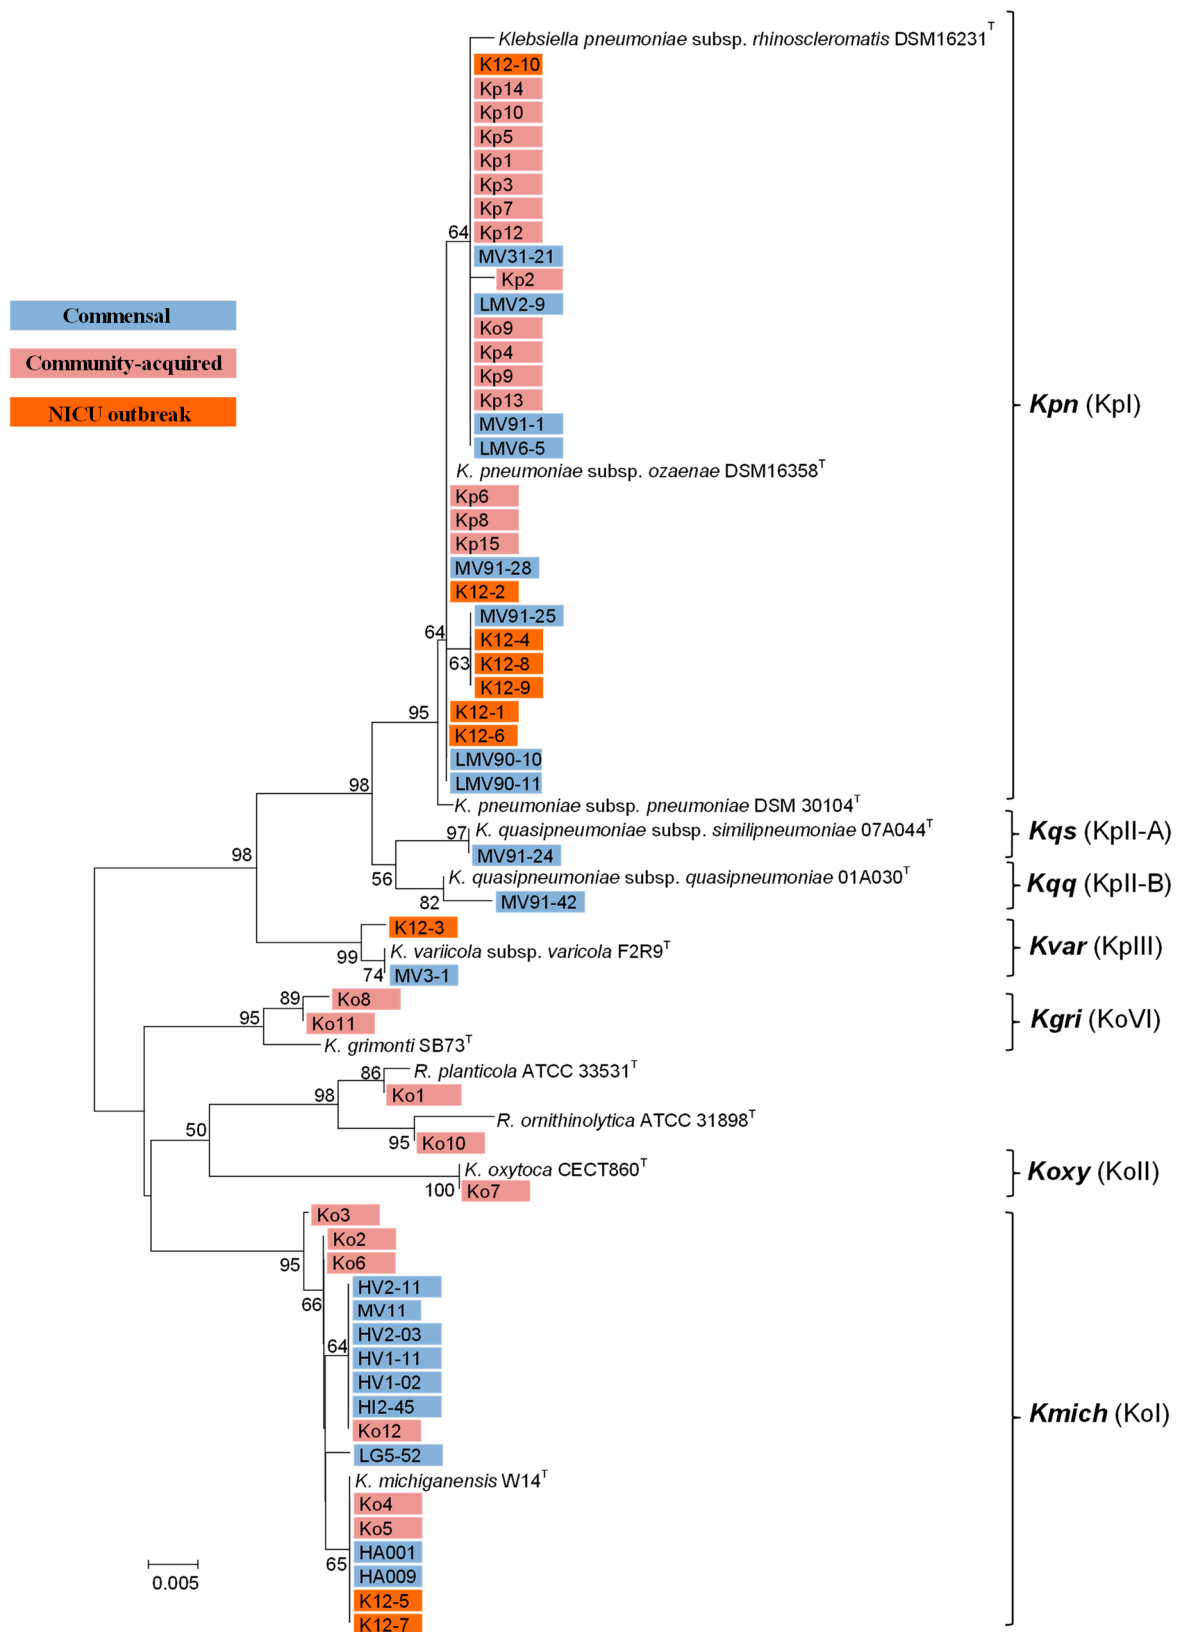 Klebsiella pneumoniae subsp. rhinoscleromatis DSM16231T
K12-10
Kp14
Kp10
Kp5
Kp1
Kp3
Kp7
Kp12
64
MV31-21
Kp2
LMV2-9
Ko9
Kp4
Kp9
Kp13
MV91-1
LMV6-5
Commensal
Community-acquired
NICU outbreak
Kpn (KpI)
K. pneumoniae subsp. ozaenae DSM16358T
Kp6
Kp8
Kp15
MV91-28
K12-2
MV91-25
64
K12-4
63
K12-8
K12-9
95
K12-1
K12-6
LMV90-10
LMV90-11
98
K. pneumoniae subsp. pneumoniae DSM 30104T
97
K. quasipneumoniae subsp. similipneumoniae 07A044T
Kqs (KpII-A)
98
MV91-24
56
K. quasipneumoniae subsp. quasipneumoniae 01A030T
Kqq (KpII-B)
82
MV91-42
K12-3
99
K. variicola subsp. varicola F2R9T
Kvar (KpIII)
74
MV3-1
89
Ko8
95
Ko11
Kgri (KoVI)
K. grimonti SB73T
86
R. planticola ATCC 33531T
98
Ko1
R. ornithinolytica ATCC 31898T
50
95
Ko10
K. oxytoca CECT860T
Koxy (KoII)
100
Ko7
Ko3
Ko2
95
Ko6
66
HV2-11
MV11
HV2-03
64
HV1-11
HV1-02
HI2-45
Kmich (KoI)
Ko12
LG5-52
K. michiganensis W14T
Ko4
Ko5
HA001
65
HA009
0.005
K12-5
K12-7